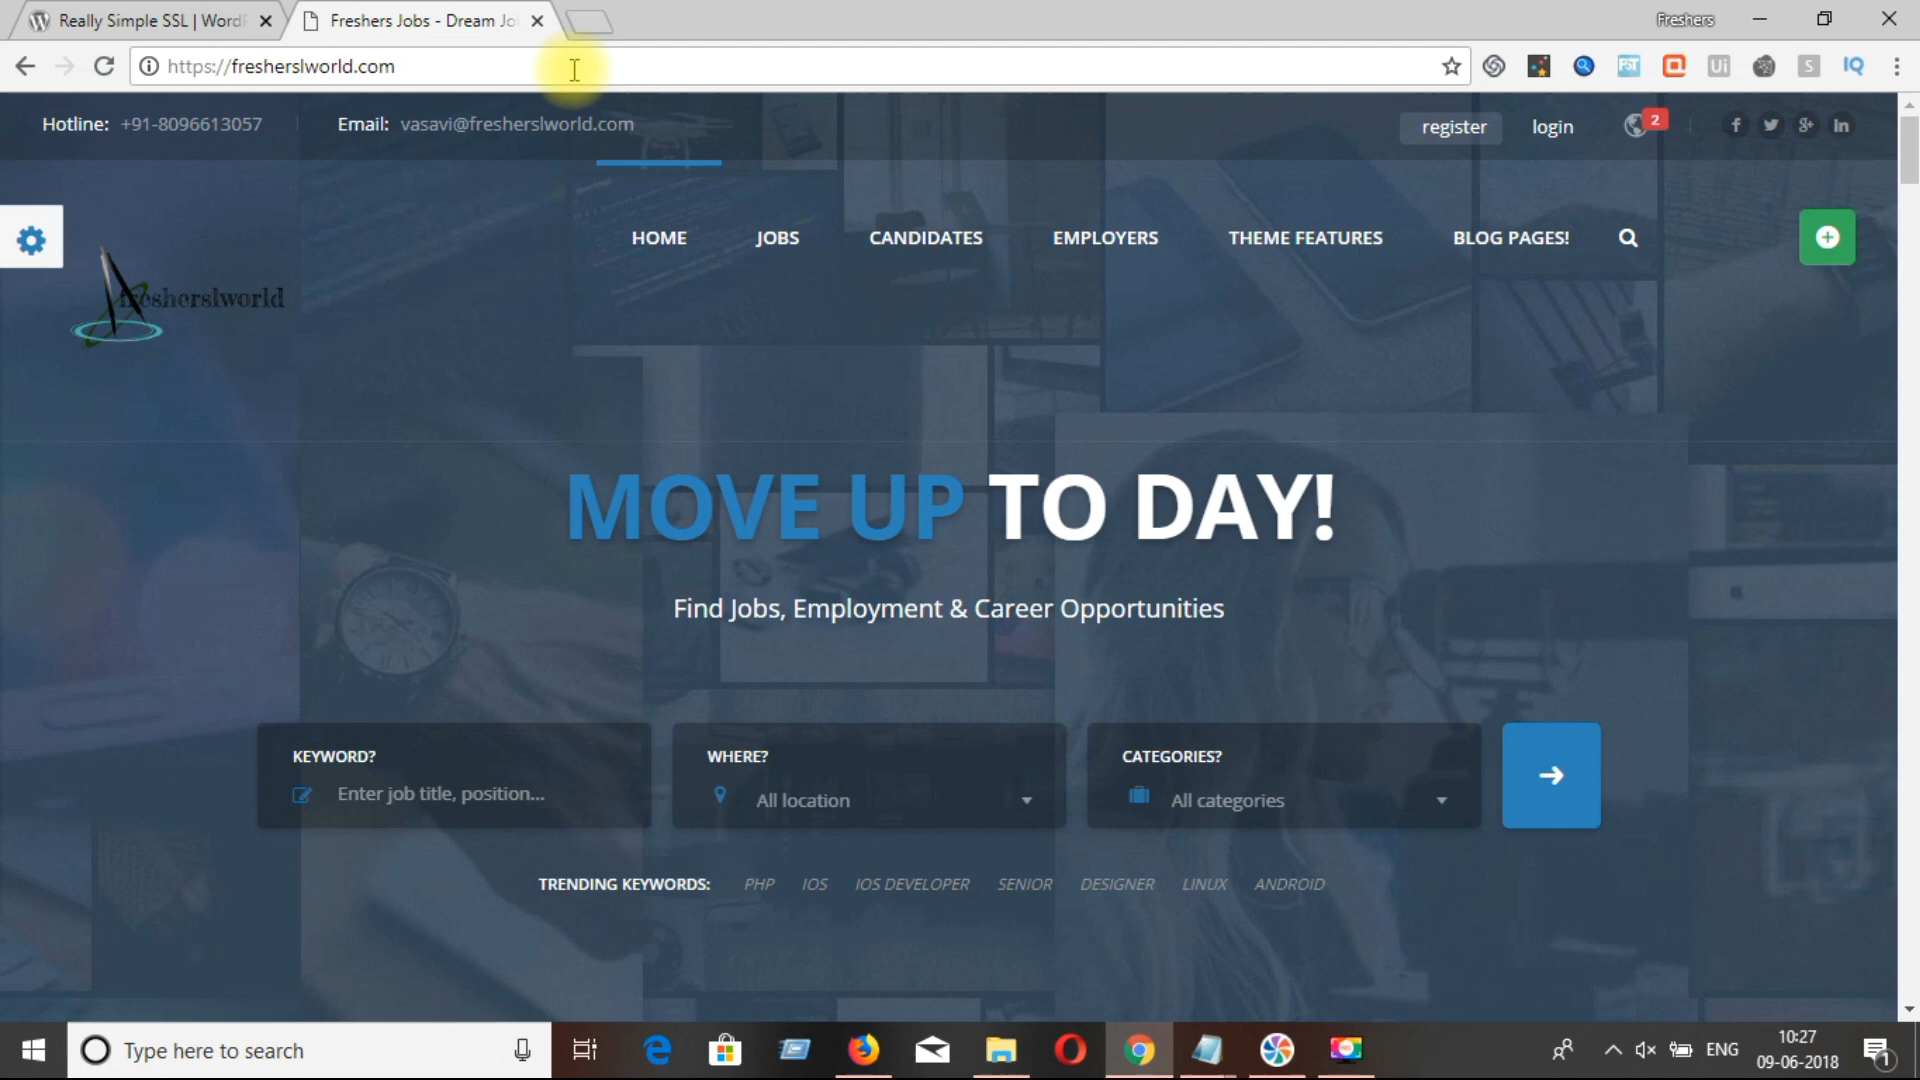 Really Simple SSL | WordP
Freshers Jobs - Dream Jo
Freshers
https://fresherslworld.com
Hotline: +91-8096613057
Email: vasavi@fresherslworld.com
register
login
2
HOME
JOBS
CANDIDATES
EMPLOYERS
THEME FEATURES
BLOG PAGES!
fresherslworld
MOVE UP TO DAY!
Find Jobs, Employment & Career Opportunities
KEYWORD?
Enter job title, position...
WHERE?
All location
CATEGORIES?
All categories
TRENDING KEYWORDS: PHP IOS IOS DEVELOPER SENIOR DESIGNER LINUX ANDROID
Type here to search
ENG
10:27
09-06-2018
1